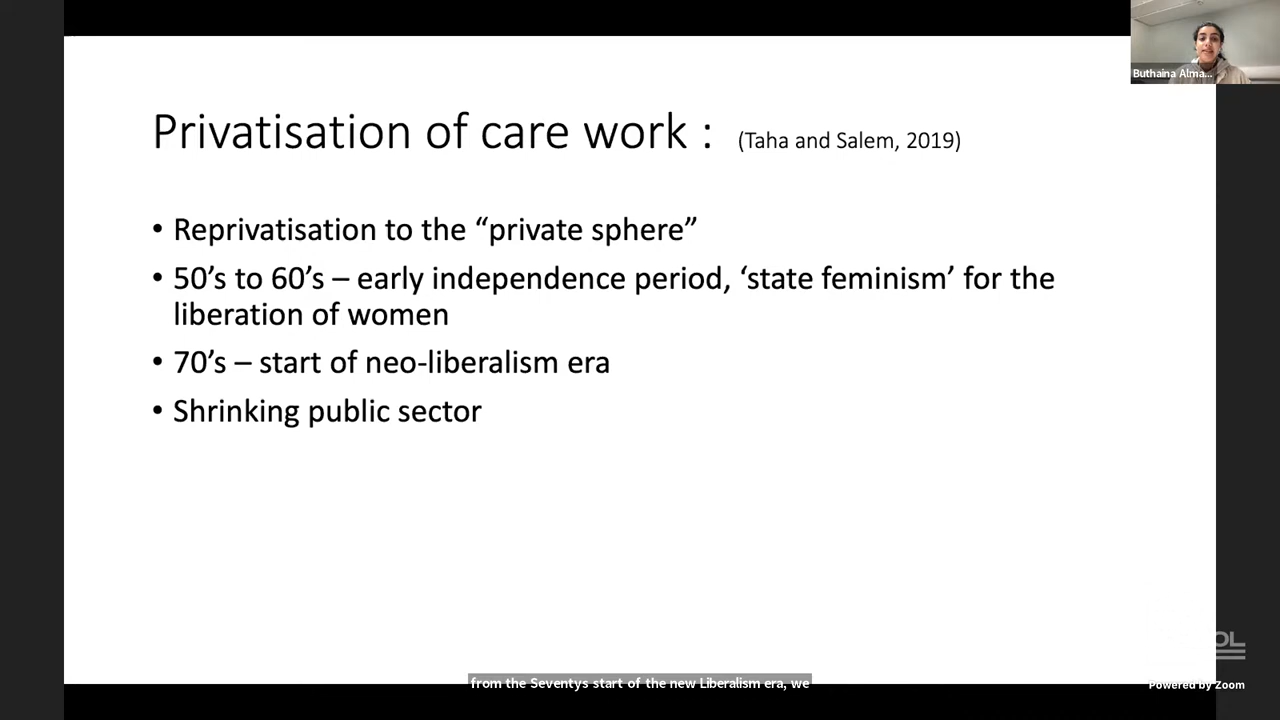 Buthaina Alma...
Privatisation of care work : (Taha and Salem, 2019)
• Reprivatisation to the “private sphere”
• 50’s to 60’s – early independence period, ‘state feminism’ for the
liberation of women
• 70’s – start of neo-liberalism era
• Shrinking public sector
OL
from the Seventys start of the new Liberalism era, we
Powered by Zoom